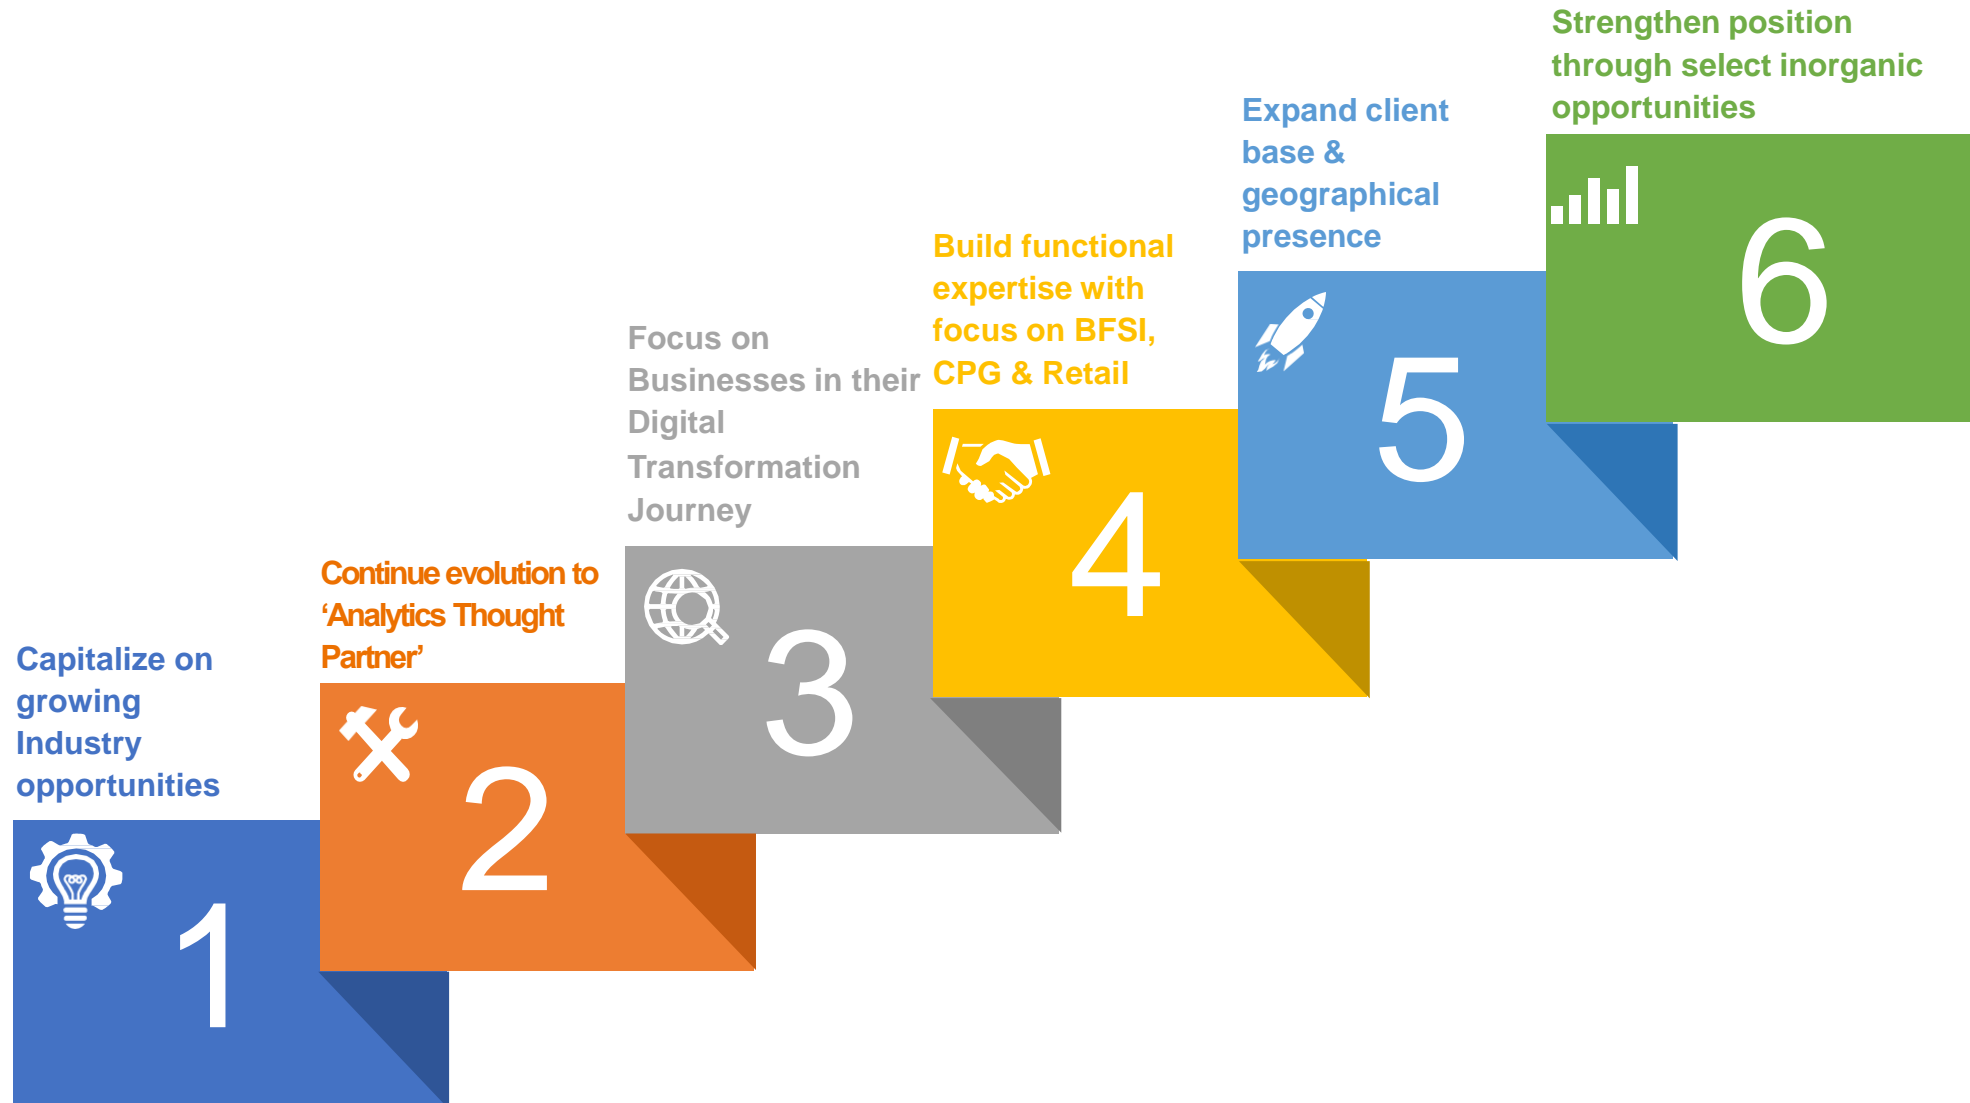 Capitalize on
growing
Industry
opportunities
1
Continue evolution to
‘Analytics Thought
Partner’
2
Focus on
Businesses in their
Digital
Transformation
Journey
3
Build functional
expertise with
focus on BFSI,
CPG & Retail
4
Expand client
base &
geographical
presence
5
Strengthen position
through select inorganic
opportunities
6